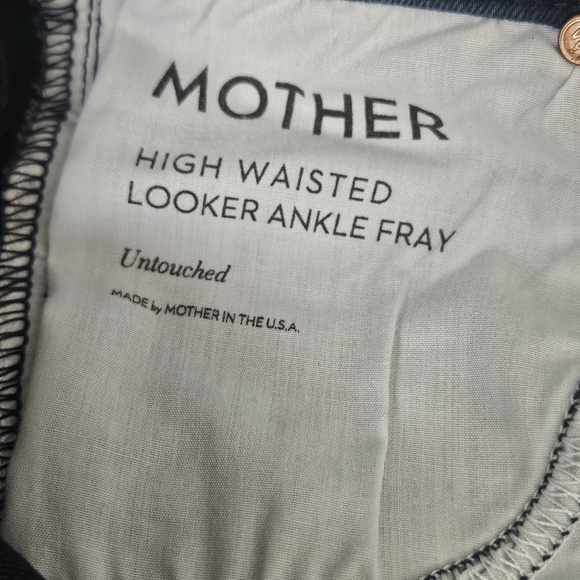 MOTHER
HIGH WAISTED
LOOKER ANKLE FRAY
Untouched
MADE by MOTHER IN THE U.S.A.